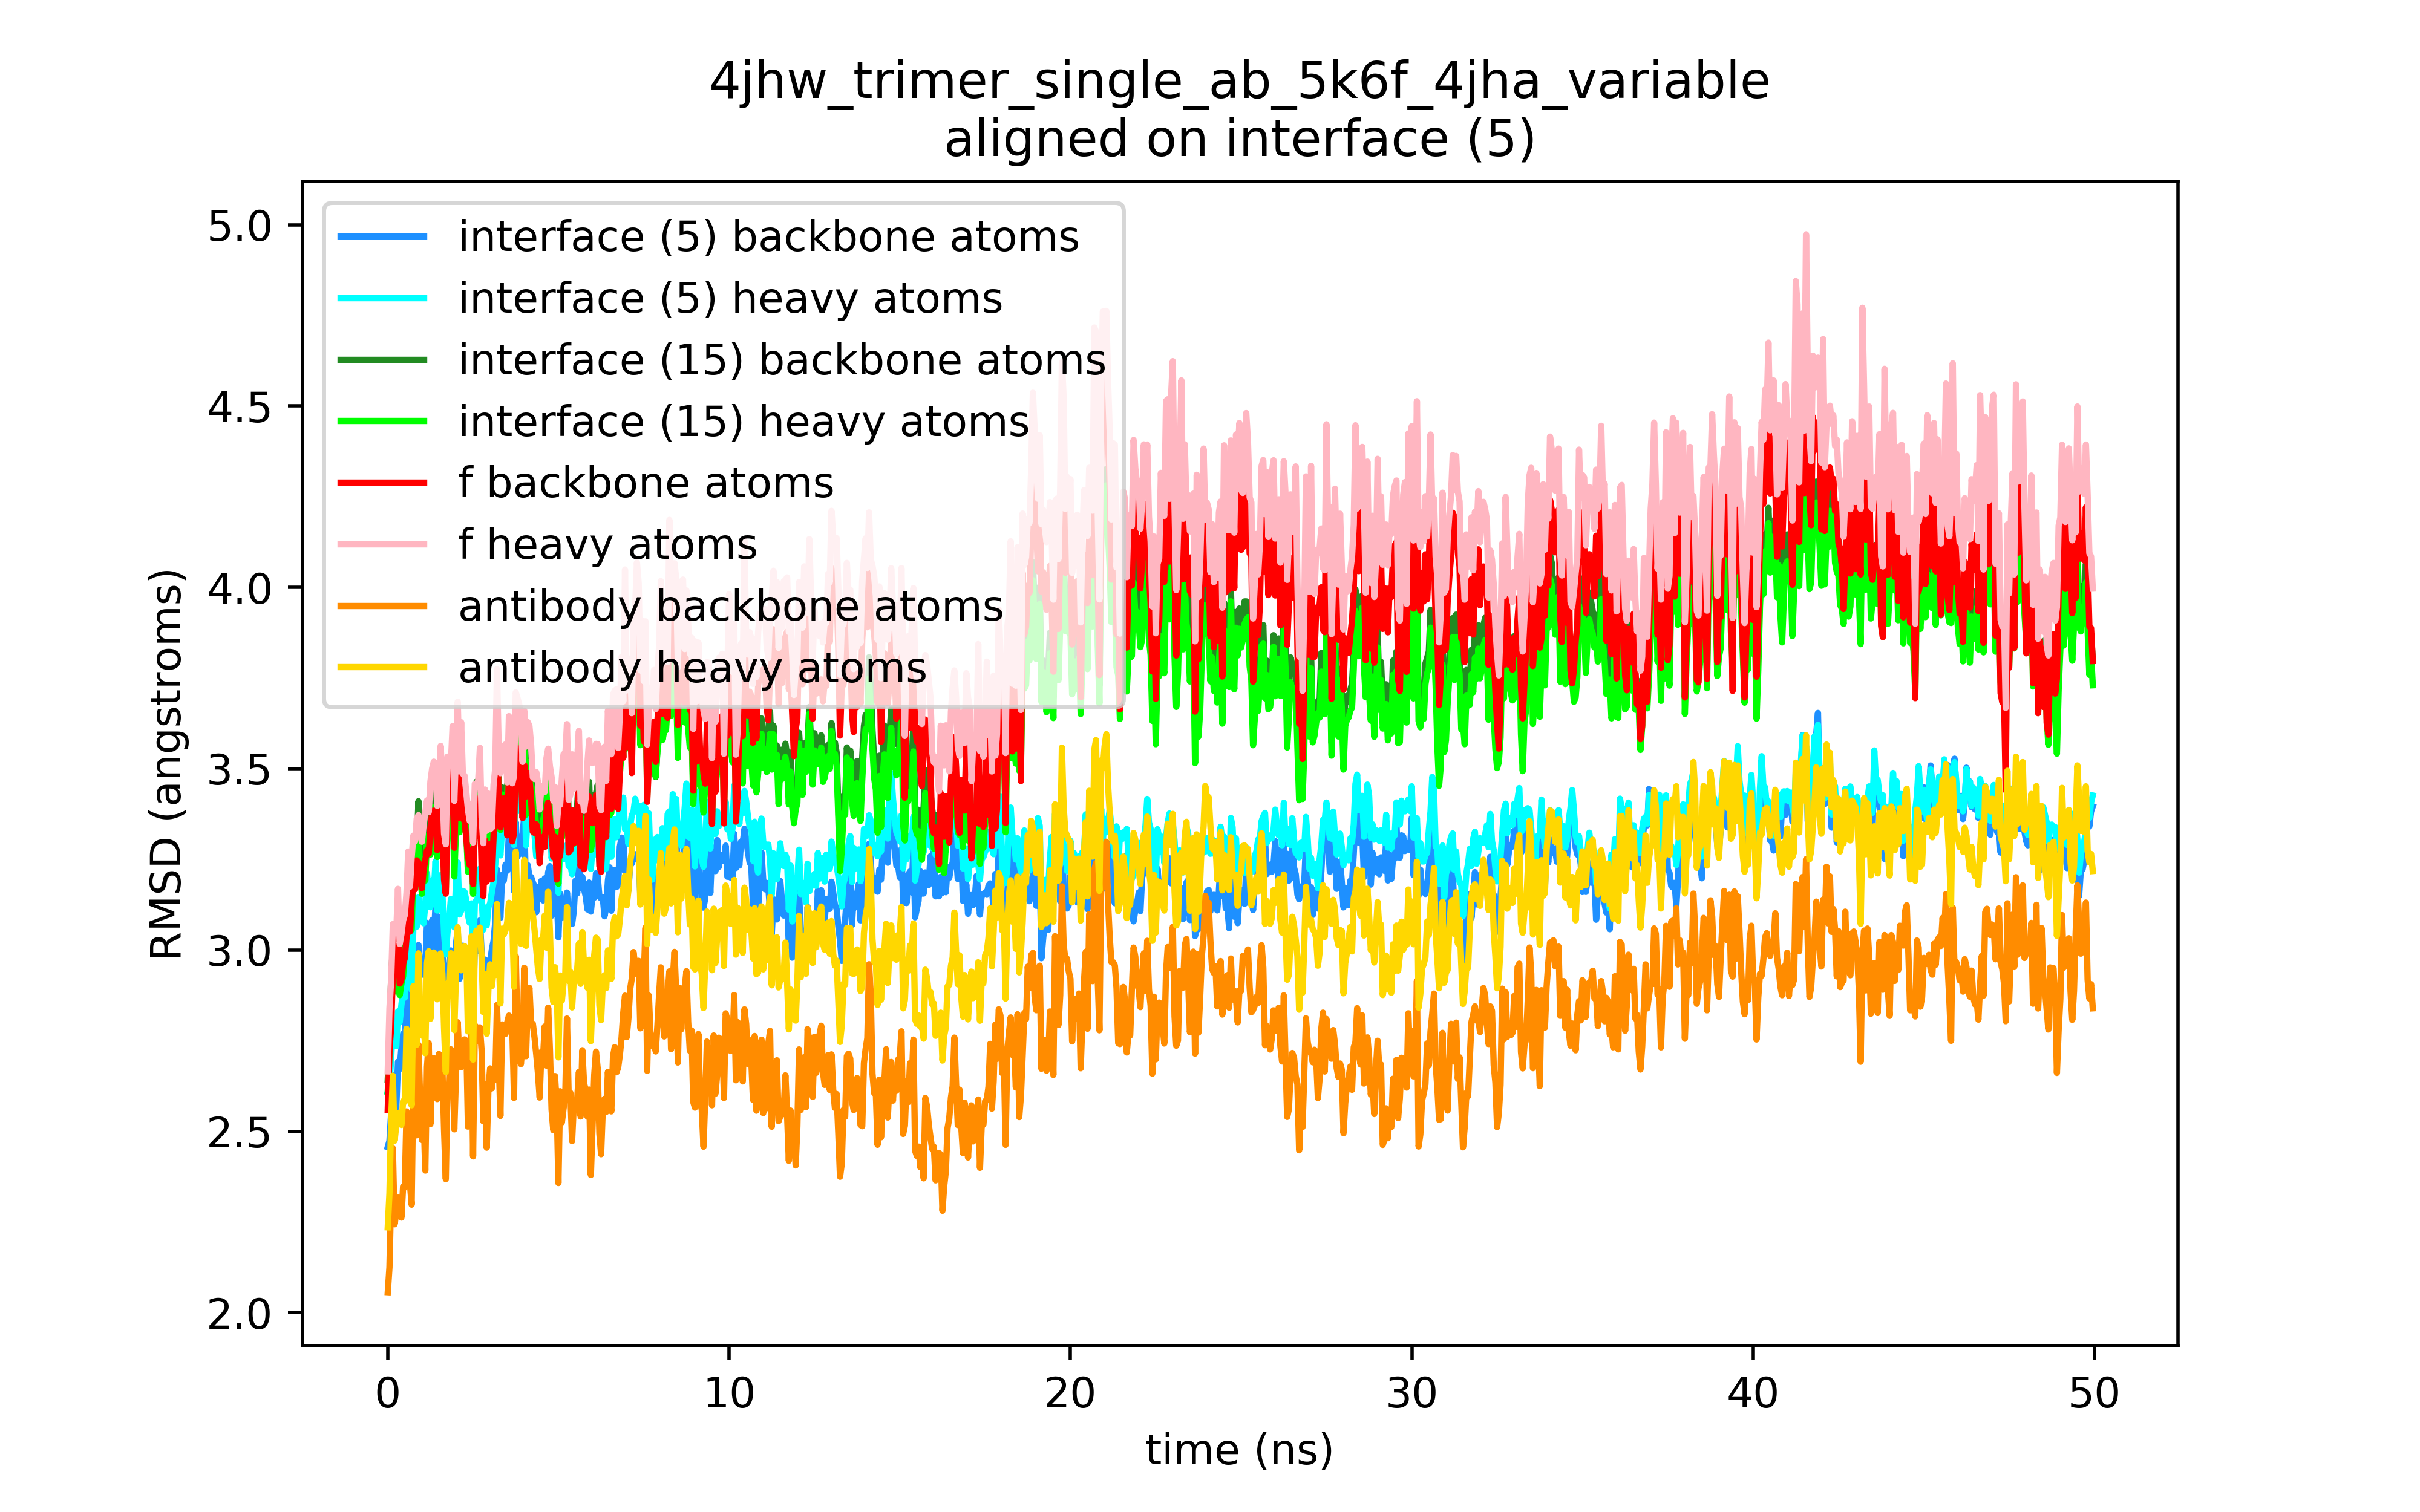 4jhw_trimer_single_ab_5k6f_4jha_variable
aligned on interface (5)
interface (5) backbone atoms
interface (5) heavy atoms
interface (15) backbone atoms
interface (15) heavy atoms
f backbone atoms
f heavy atoms
antibody backbone atoms
antibody heavy atoms
RMSD (angstroms)
5.0
4.5
4.0
3.5
3.0
2.5
2.0
0 10 20 30 40 50
time (ns)